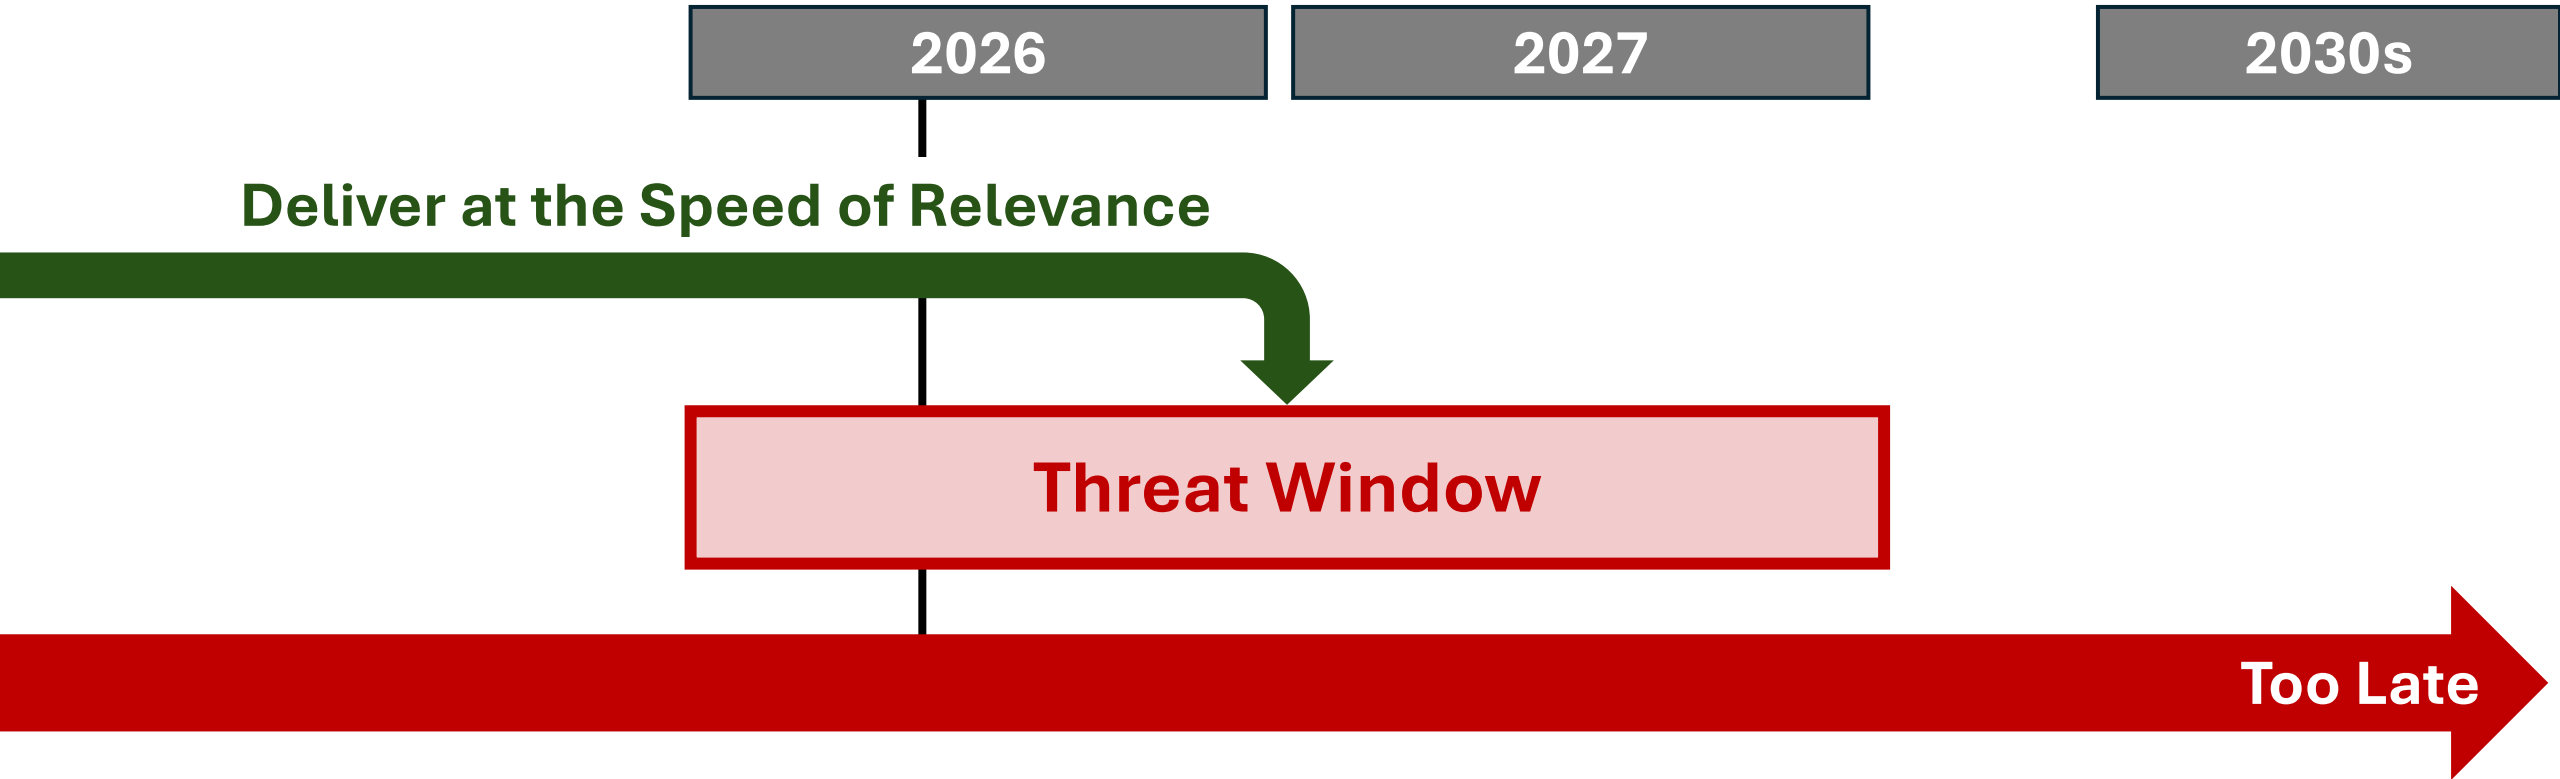 2026
2027
2030s
Deliver at the Speed of Relevance
Threat Window
Too Late